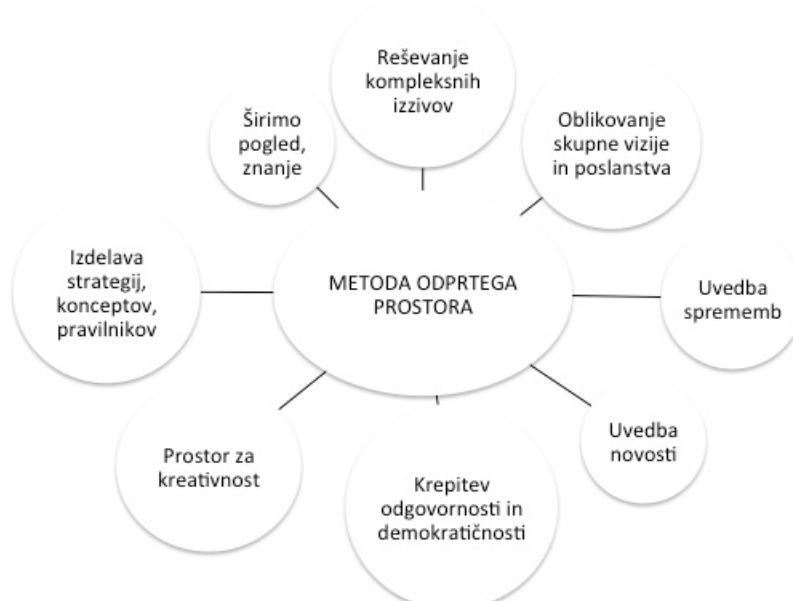 Reševanje
kompleksnih
izzivov
Širimo
pogled,
znanje
Oblikovanje
skupne vizije
in poslanstva
Izdelava
strategij,
konceptov,
pravilnikov
METODA ODPRTEGA
PROSTORA
Uvedba
sprememb
Prostor za
kreativnost
Krepitev
odgovornosti in
demokratičnosti
Uvedba
novosti